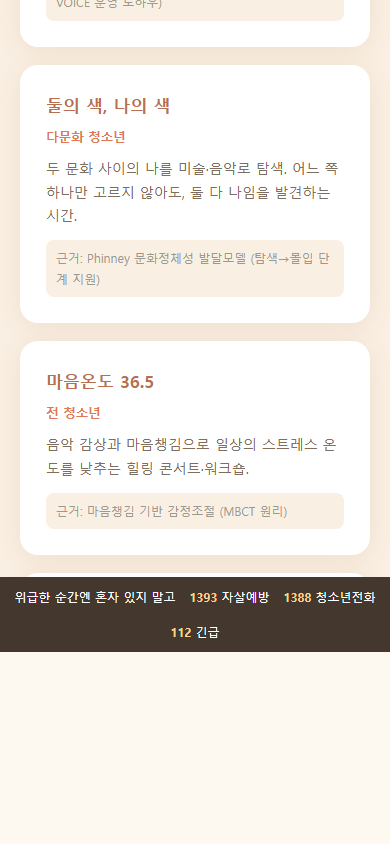 VOICE 운영 노하우)
둘의 색, 나의 색
다문화 청소년
두 문화 사이의 나를 미술·음악로 탐색. 어느 쪽
하나만 고르지 않아도, 둘 다 나임을 발견하는
시간.
근거: Phinney 문화정체성 발달모델 (탐색→몰입 단
계 지원)
마음온도 36.5
전 청소년
음악 감상과 마음챙김으로 일상의 스트레스 온
도를 낮추는 힐링 콘서트·워크숍.
근거: 마음챙김 기반 감정조절 (MBCT 원리)
위급한 순간엔 혼자 있지 말고 1393 자살예방 1388 청소년전화
112 긴급